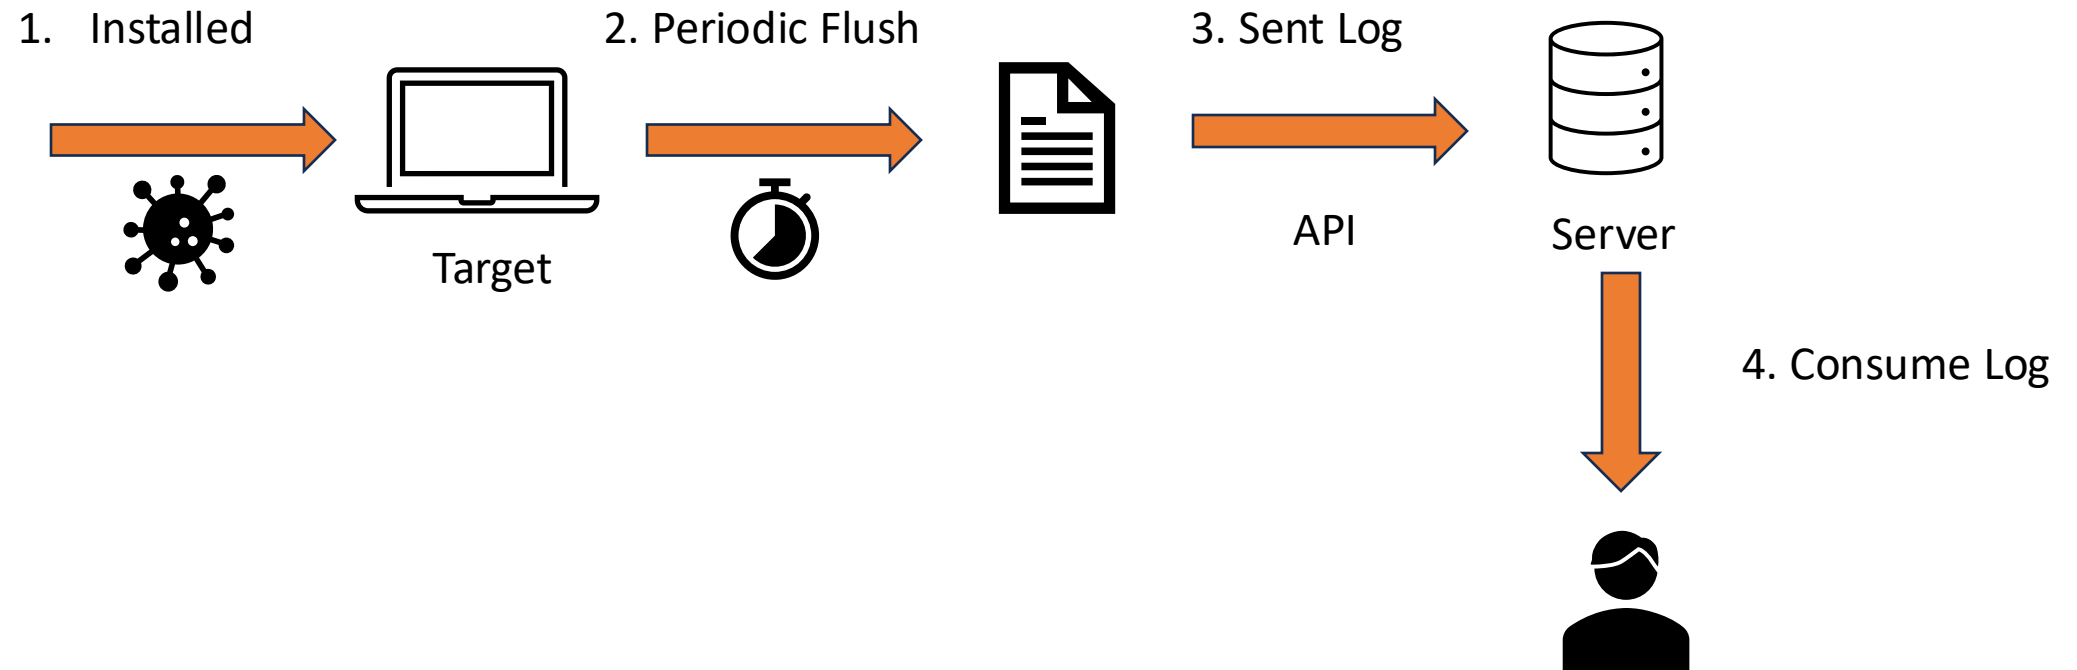 1. Installed
2. Periodic Flush
3. Sent Log
Target
API
Server
4. Consume Log